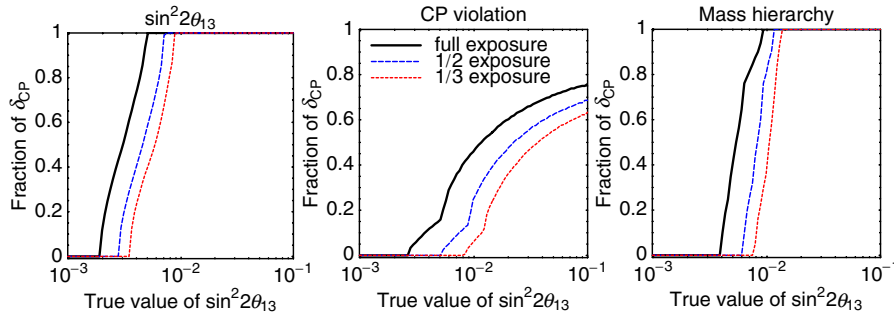 sin²2θ₁₃
Fraction of δ_CP
1
0.8
0.6
0.4
0.2
0
10⁻³
10⁻²
10⁻¹
True value of sin²2θ₁₃
CP violation
full exposure
1/2 exposure
1/3 exposure
Fraction of δ_CP
1
0.8
0.6
0.4
0.2
0
10⁻³
10⁻²
10⁻¹
True value of sin²2θ₁₃
Mass hierarchy
Fraction of δ_CP
1
0.8
0.6
0.4
0.2
0
10⁻³
10⁻²
10⁻¹
True value of sin²2θ₁₃